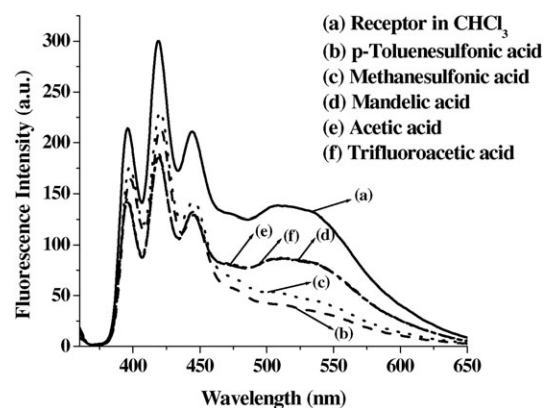 (a) Receptor in CHCl₃
(b) p-Toluenesulfonic acid
(c) Methanesulfonic acid
(d) Mandelic acid
(e) Acetic acid
(f) Trifluoroacetic acid
Fluorescence Intensity (a.u.)
300
250
200
150
100
50
0
(a)
(e)
(f)
(d)
(c)
(b)
400
450
500
550
600
650
Wavelength (nm)